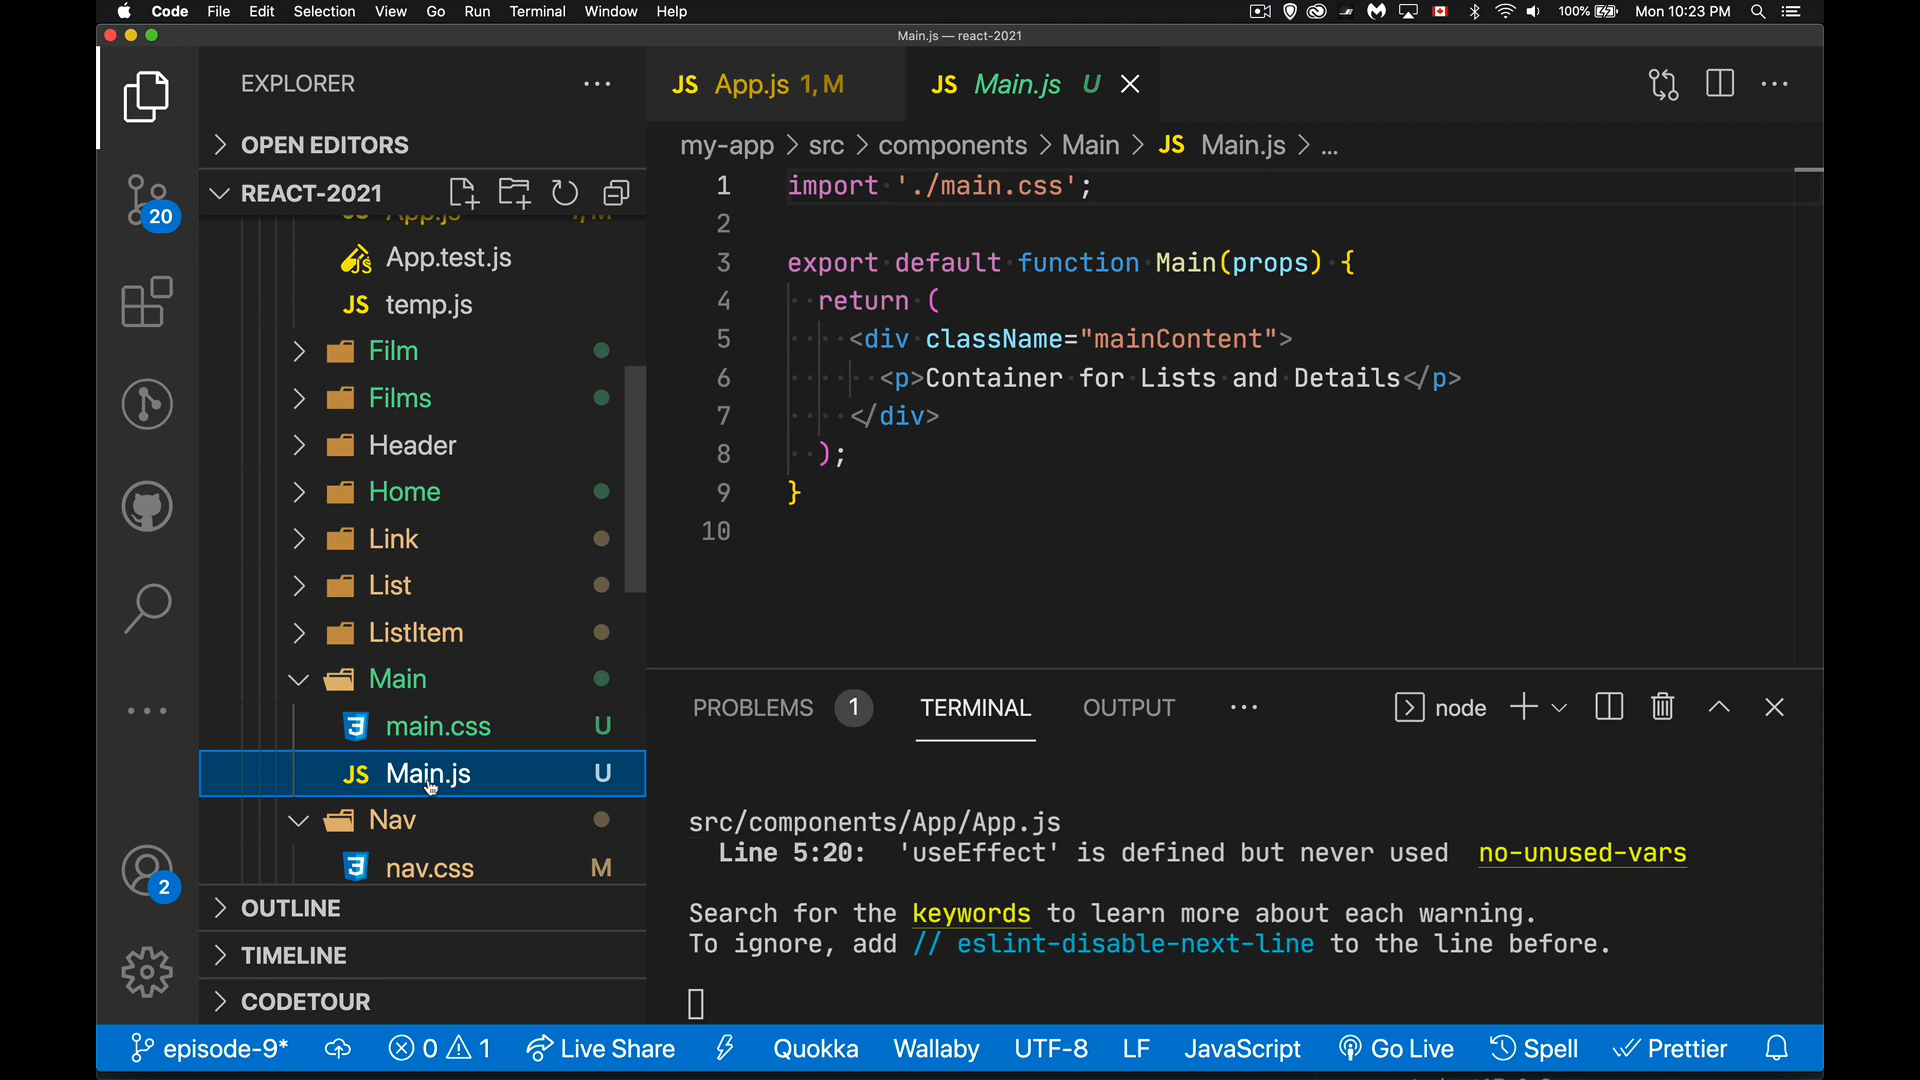 Code File Edit Selection View Go Run Terminal Window Help 100% Mon 10:23 PM
Main.js — react-2021
EXPLORER
OPEN EDITORS
REACT-2021
JS App.js 1, M
App.test.js
JS temp.js
Film
Films
Header
Home
Link
List
ListItem
Main
main.css U
JS Main.js U
Nav
nav.css M
OUTLINE
TIMELINE
CODETOUR
20
2
JS App.js 1, M JS Main.js U
my-app > src > components > Main > JS Main.js > ...
1 import './main.css';
2
3 export default function Main(props) {
4 return (
5 <div className="mainContent">
6 <p>Container for Lists and Details</p>
7 </div>
8 );
9 }
10
PROBLEMS 1 TERMINAL OUTPUT node
src/components/App/App.js
Line 5:20: 'useEffect' is defined but never used no-unused-vars
Search for the keywords to learn more about each warning.
To ignore, add // eslint-disable-next-line to the line before.
episode-9* 0 1 Live Share Quokka Wallaby UTF-8 LF JavaScript Go Live Spell Prettier